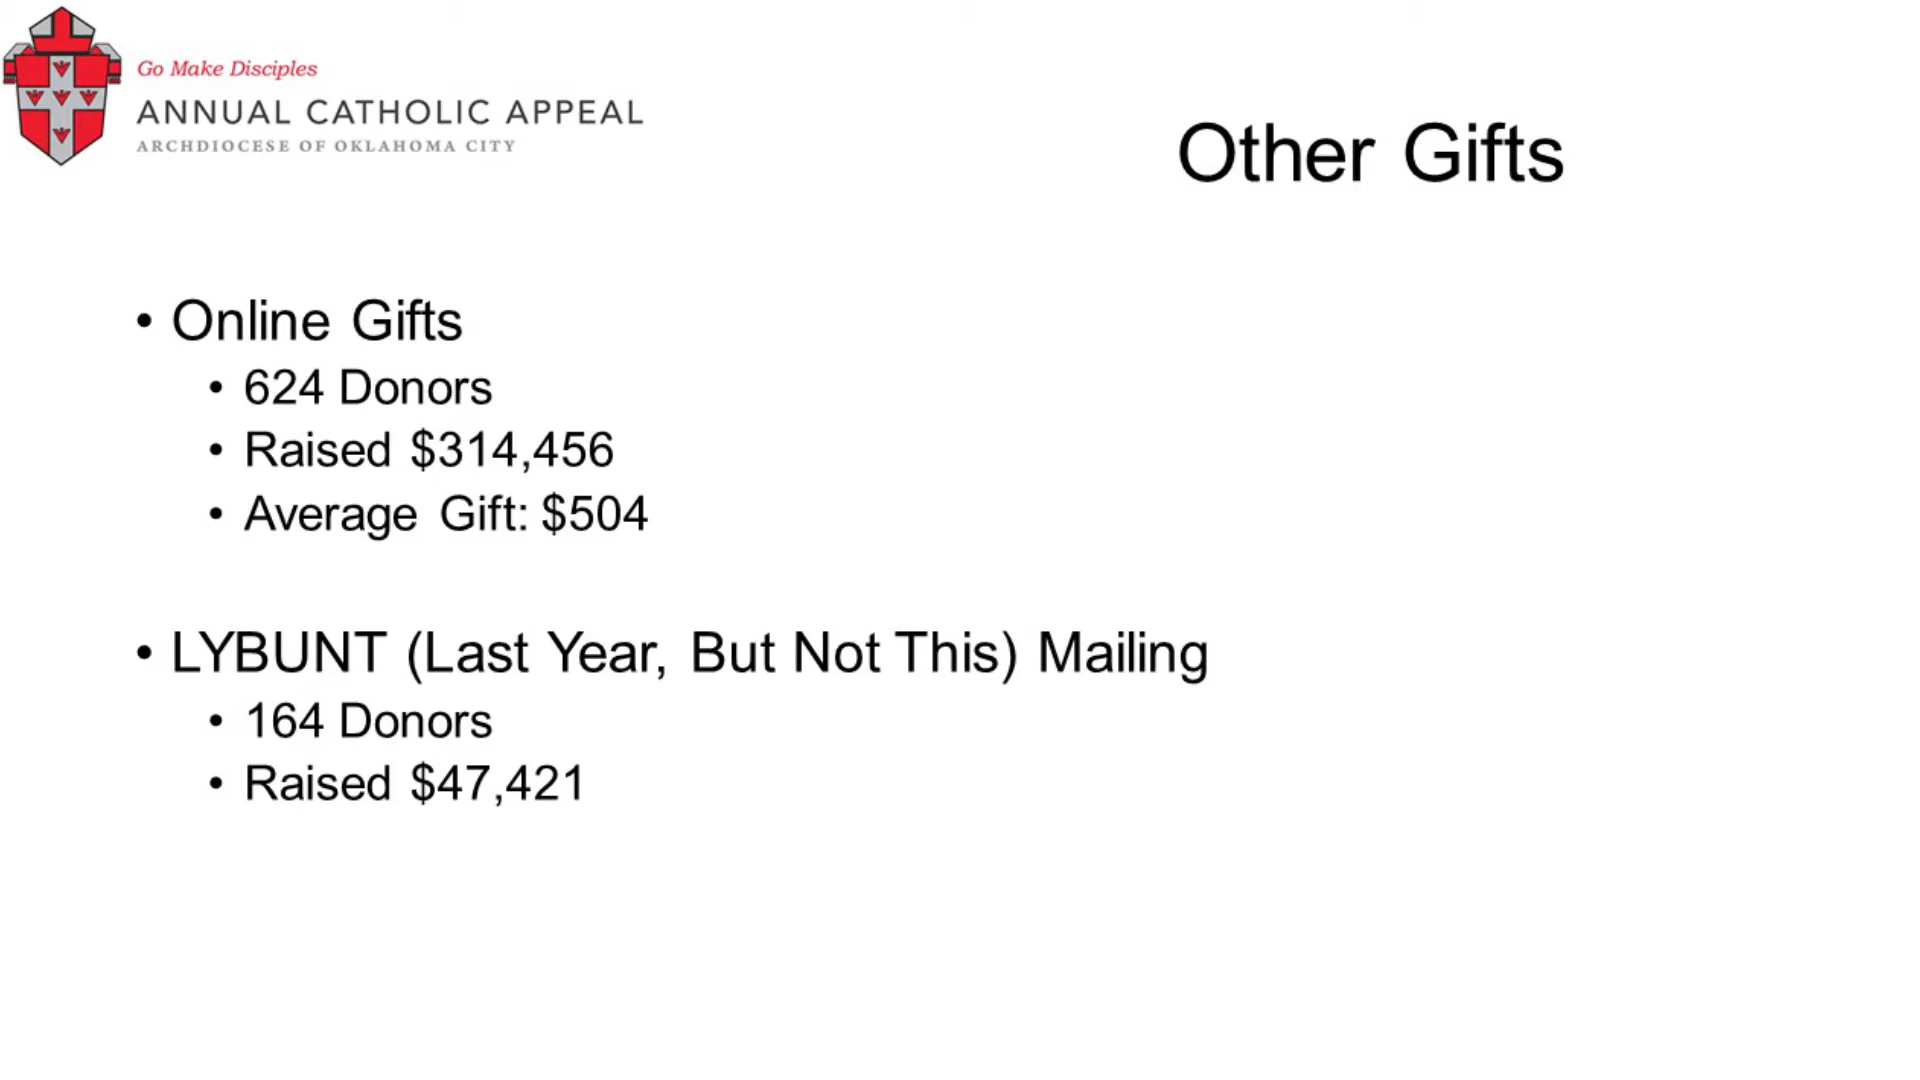 Go Make Disciples
ANNUAL CATHOLIC APPEAL
ARCHDIOCESE OF OKLAHOMA CITY
Other Gifts
• Online Gifts
• 624 Donors
• Raised $314,456
• Average Gift: $504
• LYBUNT (Last Year, But Not This) Mailing
• 164 Donors
• Raised $47,421